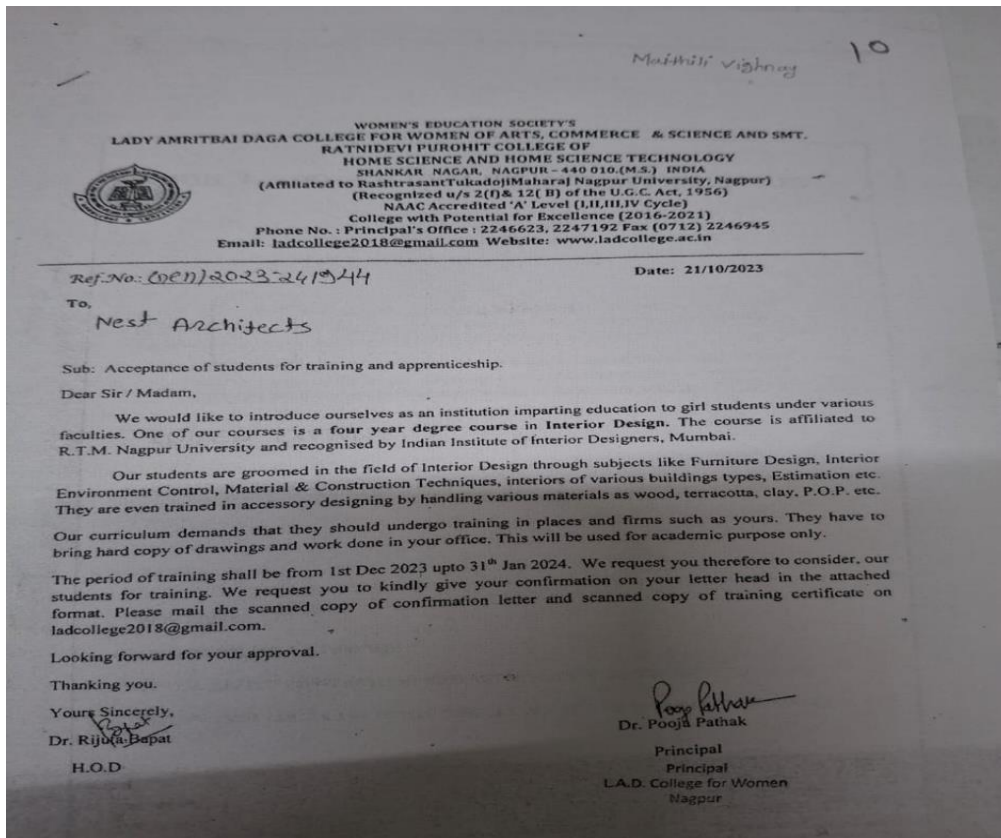 10
Maithili Vighnay
WOMEN'S EDUCATION SOCIETY'S
LADY AMRITBAI DAGA COLLEGE FOR WOMEN OF ARTS, COMMERCE & SCIENCE AND SMT.
RATNIDEVI PUROHIT COLLEGE OF
HOME SCIENCE AND HOME SCIENCE TECHNOLOGY
SHANKAR NAGAR, NAGPUR - 440 010.(M.S.) INDIA
(Affiliated to RashtrasantTukadojiMaharaj Nagpur University, Nagpur)
(Recognized u/s 2(f)& 12( B) of the U.G.C. Act, 1956)
NAAC Accredited 'A' Level (I,II,III,IV Cycle)
College with Potential for Excellence (2016-2021)
Phone No. : Principal's Office : 2246623, 2247192 Fax (0712) 2246945
Email: ladcollege2018@gmail.com Website: www.ladcollege.ac.in
Ref.No.: 2023-24/944
Date: 21/10/2023
To,
Nest Architects
Sub: Acceptance of students for training and apprenticeship.
Dear Sir / Madam,
We would like to introduce ourselves as an institution imparting education to girl students under various
faculties. One of our courses is a four year degree course in Interior Design. The course is affiliated to
R.T.M. Nagpur University and recognised by Indian Institute of Interior Designers, Mumbai.
Our students are groomed in the field of Interior Design through subjects like Furniture Design, Interior
Environment Control, Material & Construction Techniques, interiors of various buildings types, Estimation etc.
They are even trained in accessory designing by handling various materials as wood, terracotta, clay, P.O.P. etc.
Our curriculum demands that they should undergo training in places and firms such as yours. They have to
bring hard copy of drawings and work done in your office. This will be used for academic purpose only.
The period of training shall be from 1st Dec 2023 upto 31th Jan 2024. We request you therefore to consider, our
students for training. We request you to kindly give your confirmation on your letter head in the attached
format. Please mail the scanned copy of confirmation letter and scanned copy of training certificate on
ladcollege2018@gmail.com.
Looking forward for your approval.
Thanking you.
Yours Sincerely,
Bapat
Dr. Rijuta Bapat
H.O.D
Pooja Pathak
Dr. Pooja Pathak
Principal
Principal
L.A.D. College for Women
Nagpur